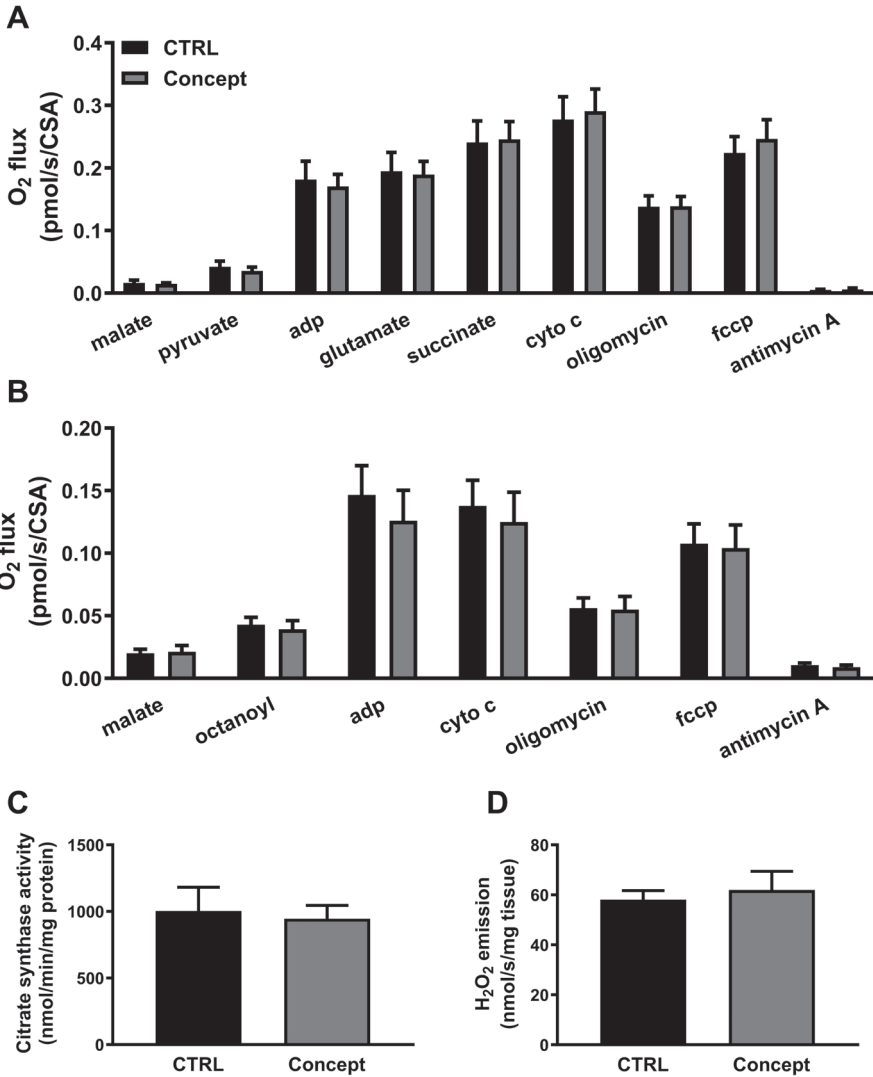 A
CTRL
Concept
O₂ flux
(pmol/s/CSA)
0.4
0.3
0.2
0.1
0.0
malate
pyruvate
adp
glutamate
succinate
cyto c
oligomycin
fccp
antimycin A
B
O₂ flux
(pmol/s/CSA)
0.20
0.15
0.10
0.05
0.00
malate
octanoyl
adp
cyto c
oligomycin
fccp
antimycin A
C
Citrate synthase activity
(nmol/min/mg protein)
1500
1000
500
0
CTRL
Concept
D
H₂O₂ emission
(nmol/s/mg tissue)
80
60
40
20
0
CTRL
Concept